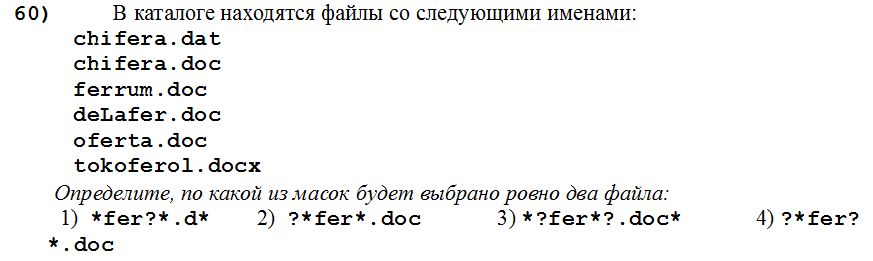 60) В каталоге находятся файлы со следующими именами:
chifera.dat
chifera.doc
ferrum.doc
deLafer.doc
oferta.doc
tokoferol.docx
Определите, по какой из масок будет выбрано ровно два файла:
1) *fer?*.d* 2) ?*fer*.doc 3) *?fer*?.doc* 4) ?*fer?
*.doc